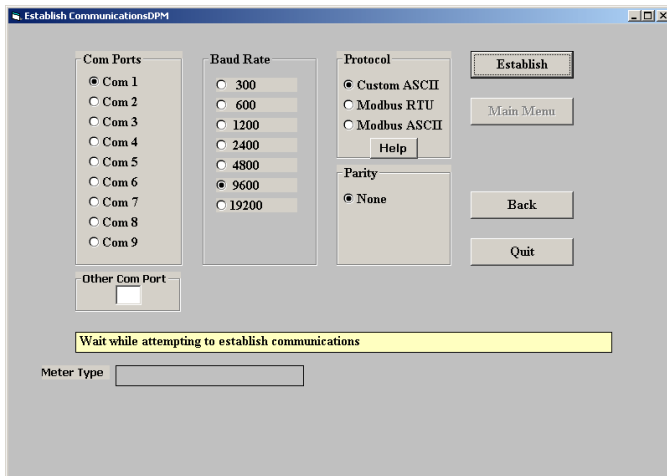 Establish CommunicationsDPM
Com Ports
Com 1
Com 2
Com 3
Com 4
Com 5
Com 6
Com 7
Com 8
Com 9
Other Com Port
Baud Rate
300
600
1200
2400
4800
9600
19200
Protocol
Custom ASCII
Modbus RTU
Modbus ASCII
Help
Parity
None
Establish
Main Menu
Back
Quit
Wait while attempting to establish communications
Meter Type